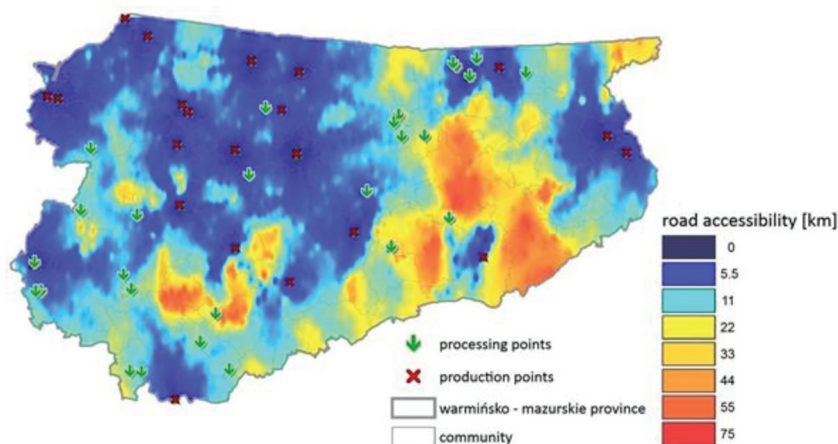 road accessibility [km]
0
5.5
11
22
33
44
55
75
processing points
production points
warmińsko - mazurskie province
community